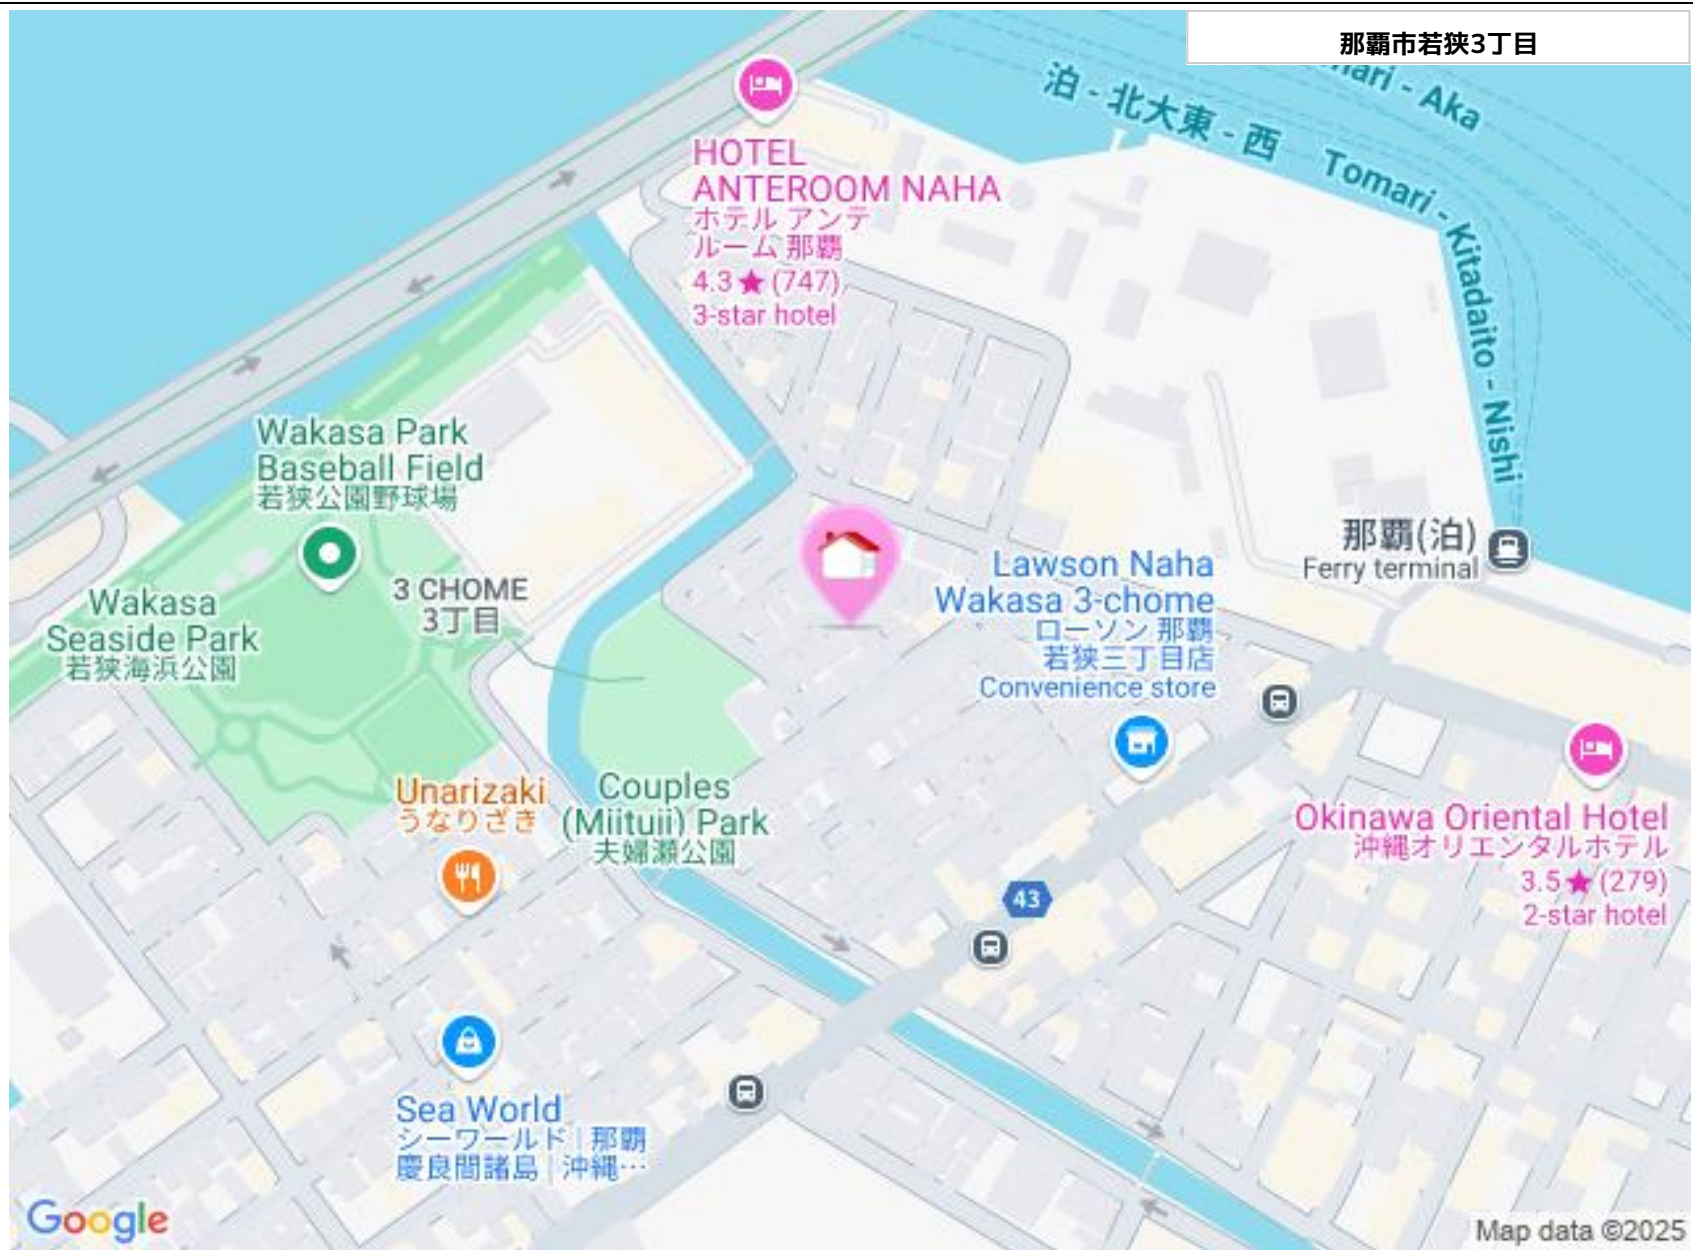 那覇市若狭3丁目
- Aka
泊 - 北大東 - 西
Tomari - Kitadaito - Nishi
HOTEL
ANTEROOM NAHA
ホテル アンテ
ルーム 那覇
4.3★(747)
3-star hotel
Wakasa Park
Baseball Field
若狭公園野球場
那覇(泊)
Ferry terminal
Lawson Naha
Wakasa 3-chome
ローソン 那覇
若狭三丁目店
Convenience store
3 CHOME
3丁目
Wakasa
Seaside Park
若狭海浜公園
Unarizaki
うなりざき
Couples
(Miituii) Park
夫婦瀬公園
Okinawa Oriental Hotel
沖縄オリエンタルホテル
3.5★(279)
2-star hotel
43
Sea World
シーワールド｜那覇
慶良間諸島｜沖縄…
Google
Map data ©2025